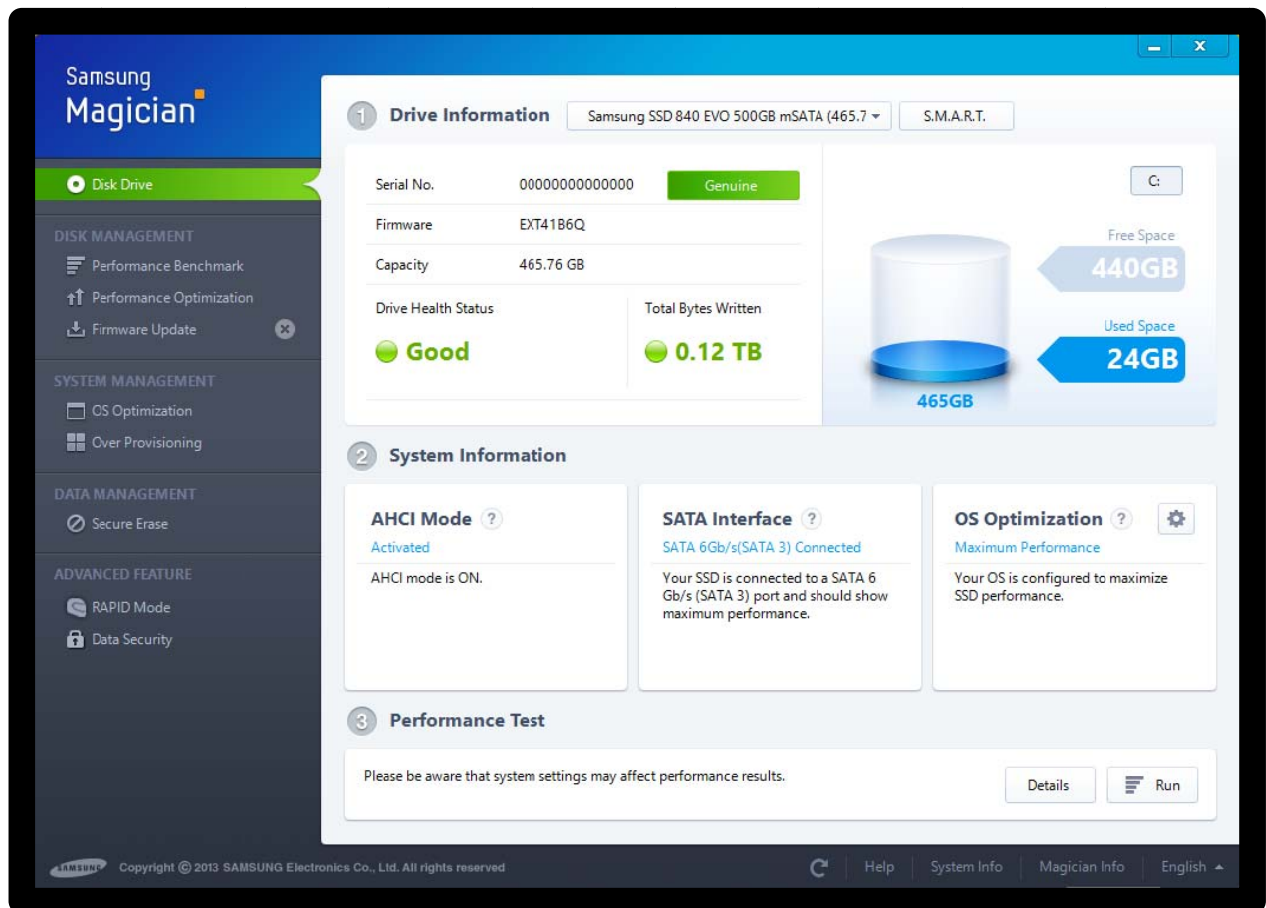 Samsung
Magician
Disk Drive
DISK MANAGEMENT
Performance Benchmark
Performance Optimization
Firmware Update
SYSTEM MANAGEMENT
OS Optimization
Over Provisioning
DATA MANAGEMENT
Secure Erase
ADVANCED FEATURE
RAPID Mode
Data Security
1 Drive Information Samsung SSD 840 EVO 500GB mSATA (465.7 S.M.A.R.T.
Serial No. 00000000000000 Genuine
Firmware EXT41B6Q
Capacity 465.76 GB
Drive Health Status Total Bytes Written
Good 0.12 TB
C:
Free Space
440GB
Used Space
24GB
465GB
2 System Information
AHCI Mode ?
Activated
AHCI mode is ON.
SATA Interface ?
SATA 6Gb/s(SATA 3) Connected
Your SSD is connected to a SATA 6
Gb/s (SATA 3) port and should show
maximum performance.
OS Optimization ?
Maximum Performance
Your OS is configured to maximize
SSD performance.
3 Performance Test
Please be aware that system settings may affect performance results.
Details Run
SAMSUNG Copyright © 2013 SAMSUNG Electronics Co., Ltd. All rights reserved
Help System Info Magician Info English